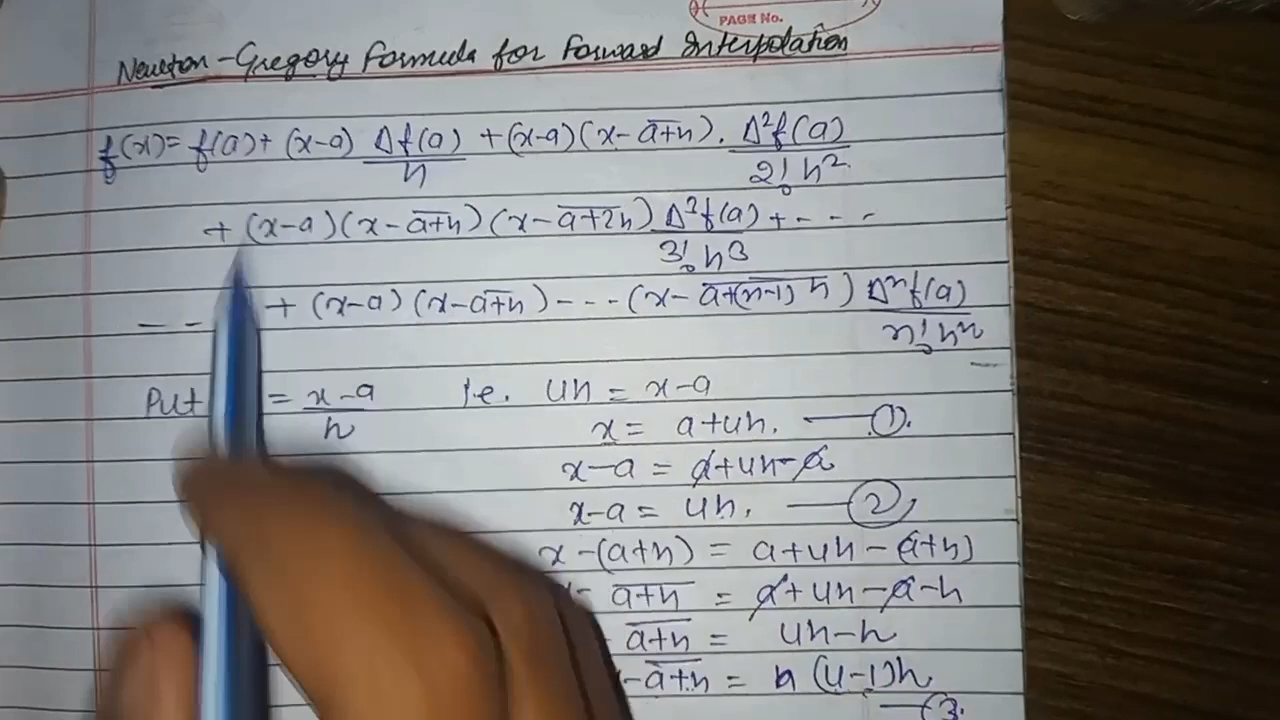 PAGE No.
Newton-Gregory Formula for Forward Interpolation
f(x) = f(a) + (x-a) Δf(a)/h + (x-a)(x-a+h). Δ²f(a)/2! h²
+ (x-a)(x-a+h)(x-a+2h) Δ²f(a)/3! h³ + - - -
- - + (x-a)(x-a+h) - - - (x-a+(n-1)h) Δⁿf(a)/n! hⁿ
Put = x-a/h i.e. uh = x-a
x = a+uh. —①.
x-a = a+uh-a
x-a = uh. —②
x-(a+h) = a+uh-(a+h)
a+h = a+uh-a-h
a+h = uh-h
-a+h = h (u-1)h
—③.